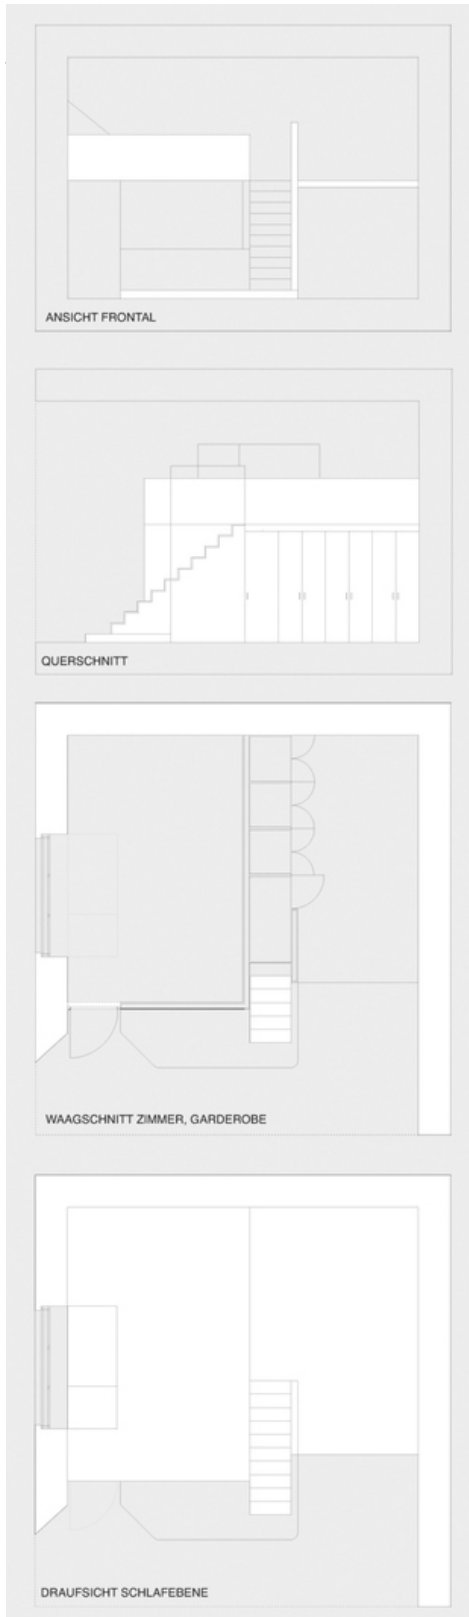 ANSICHT FRONTAL
QUERSCHNITT
WAAGSCHNITT ZIMMER, GARDEROBE
DRAUFSICHT SCHLAFEBENE